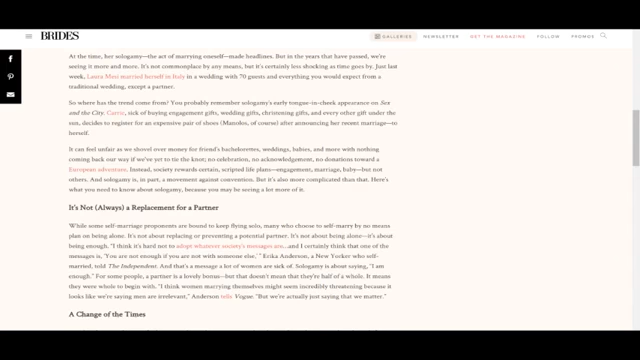 BRIDES
GALLERIES NEWSLETTER GET THE MAGAZINE FOLLOW PROMOS
At the time, her sologamy—the act of marrying oneself—made headlines. But in the years that have passed, we're
seeing it more and more. It's not commonplace by any means, but it's certainly less shocking as time goes by. Just last
week, Laura Mesi married herself in Italy in a wedding with 70 guests and everything you would expect from a
traditional wedding, except a partner.
So where has the trend come from? You probably remember sologamy's early tongue-in-cheek appearance on Sex
and the City. Carrie, sick of buying engagement gifts, wedding gifts, christening gifts, and every other gift under the
sun, decides to register for an expensive pair of shoes (Manolos, of course) after announcing her recent marriage—to
herself.
It can feel unfair as we shovel over money for friend's bachelorettes, weddings, babies, and more with nothing
coming back our way if we've yet to tie the knot; no celebration, no acknowledgement, no donations toward a
European adventure. Instead, society rewards certain, scripted life plans—engagement, marriage, baby—but not
others. And sologamy is, in part, a movement against convention. But it's also more complicated than that. Here's
what you need to know about sologamy, because you may be seeing a lot more of it.
It's Not (Always) a Replacement for a Partner
While some self-marriage proponents are bound to keep flying solo, many who choose to self-marry by no means
plan on being alone. It's not about replacing or preventing a potential partner. It's not about being alone—it's about
being enough. "I think it's hard not to adopt whatever society's messages are...and I certainly think that one of the
messages is, 'You are not enough if you are not with someone else,'" Erika Anderson, a New Yorker who self-
married, told The Independent. And that's a message a lot of women are sick of. Sologamy is about saying, "I am
enough." For some people, a partner is a lovely bonus—but that doesn't mean that they're half of a whole. It means
they were whole to begin with. "I think women marrying themselves might seem incredibly threatening because it
looks like we're saying men are irrelevant," Anderson tells Vogue. "But we're actually just saying that we matter."
A Change of the Times